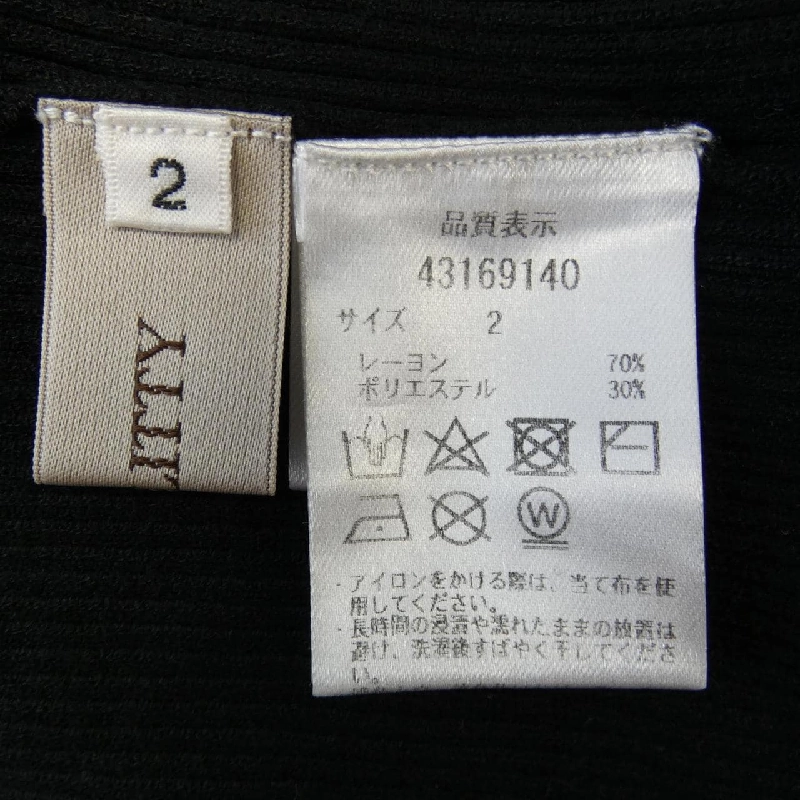 2
LITTY
品質表示
43169140
サイズ 2
レーヨン 70%
ポリエステル 30%
W
・アイロンをかける際は、当て布を使
用してください。
・長時間の浸漬や濡れたままの放置は
避け、洗濯後すばやく干してくださ
い。